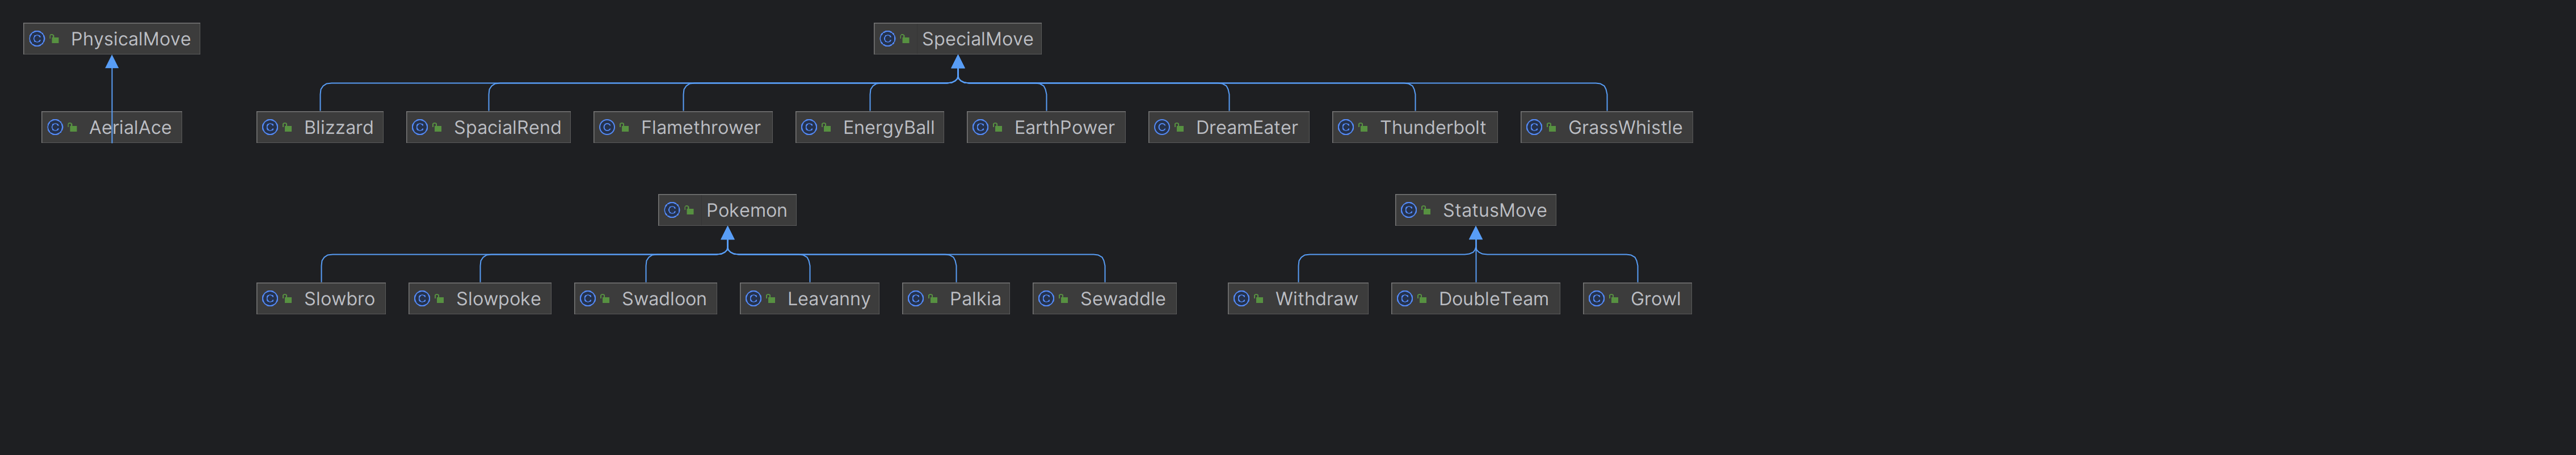 PhysicalMove
SpecialMove
AerialAce
Blizzard
SpacialRend
Flamethrower
EnergyBall
EarthPower
DreamEater
Thunderbolt
GrassWhistle
Pokemon
StatusMove
Slowbro
Slowpoke
Swadloon
Leavanny
Palkia
Sewaddle
Withdraw
DoubleTeam
Growl